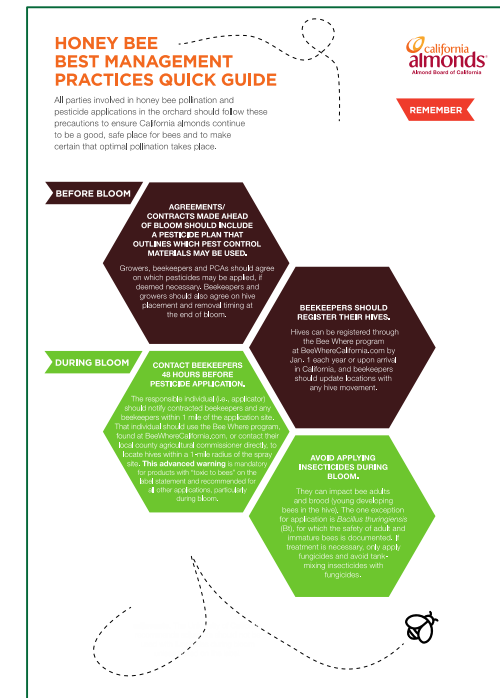 HONEY BEE
BEST MANAGEMENT
PRACTICES QUICK GUIDE
california
almonds
Almond Board of California
All parties involved in honey bee pollination and
pesticide applications in the orchard should follow these
precautions to ensure California almonds continue
to be a good, safe place for bees and to make
certain that optimal pollination takes place.
REMEMBER
BEFORE BLOOM
AGREEMENTS/
CONTRACTS MADE AHEAD
OF BLOOM SHOULD INCLUDE
A PESTICIDE PLAN THAT
OUTLINES WHICH PEST CONTROL
MATERIALS MAY BE USED.
Growers, beekeepers and PCAs should agree
on which pesticides may be applied, if
deemed necessary. Beekeepers and
growers should also agree on hive
placement and removal timing at
the end of bloom.
BEEKEEPERS SHOULD
REGISTER THEIR HIVES.
Hives can be registered through
the Bee Where program
at BeeWhereCalifornia.com by
Jan. 1 each year or upon arrival
in California, and beekeepers
should update locations with
any hive movement.
DURING BLOOM
CONTACT BEEKEEPERS
48 HOURS BEFORE
PESTICIDE APPLICATION.
The responsible individual (i.e., applicator)
should notify contracted beekeepers and any
beekeepers within 1 mile of the application site.
That individual should use the Bee Where program,
found at BeeWhereCalifornia.com, or contact their
local county agricultural commissioner directly, to
locate hives within a 1-mile radius of the spray
site. This advanced warning is mandatory
for products with "toxic to bees" on the
label statement and recommended for
all other applications, particularly
during bloom.
AVOID APPLYING
INSECTICIDES DURING
BLOOM.
They can impact bee adults
and brood (young developing
bees in the hive). The one exception
for application is Bacillus thuringiensis
(Bt), for which the safety of adult and
immature bees is documented. If
treatment is necessary, only apply
fungicides and avoid tank-
mixing insecticides with
fungicides.